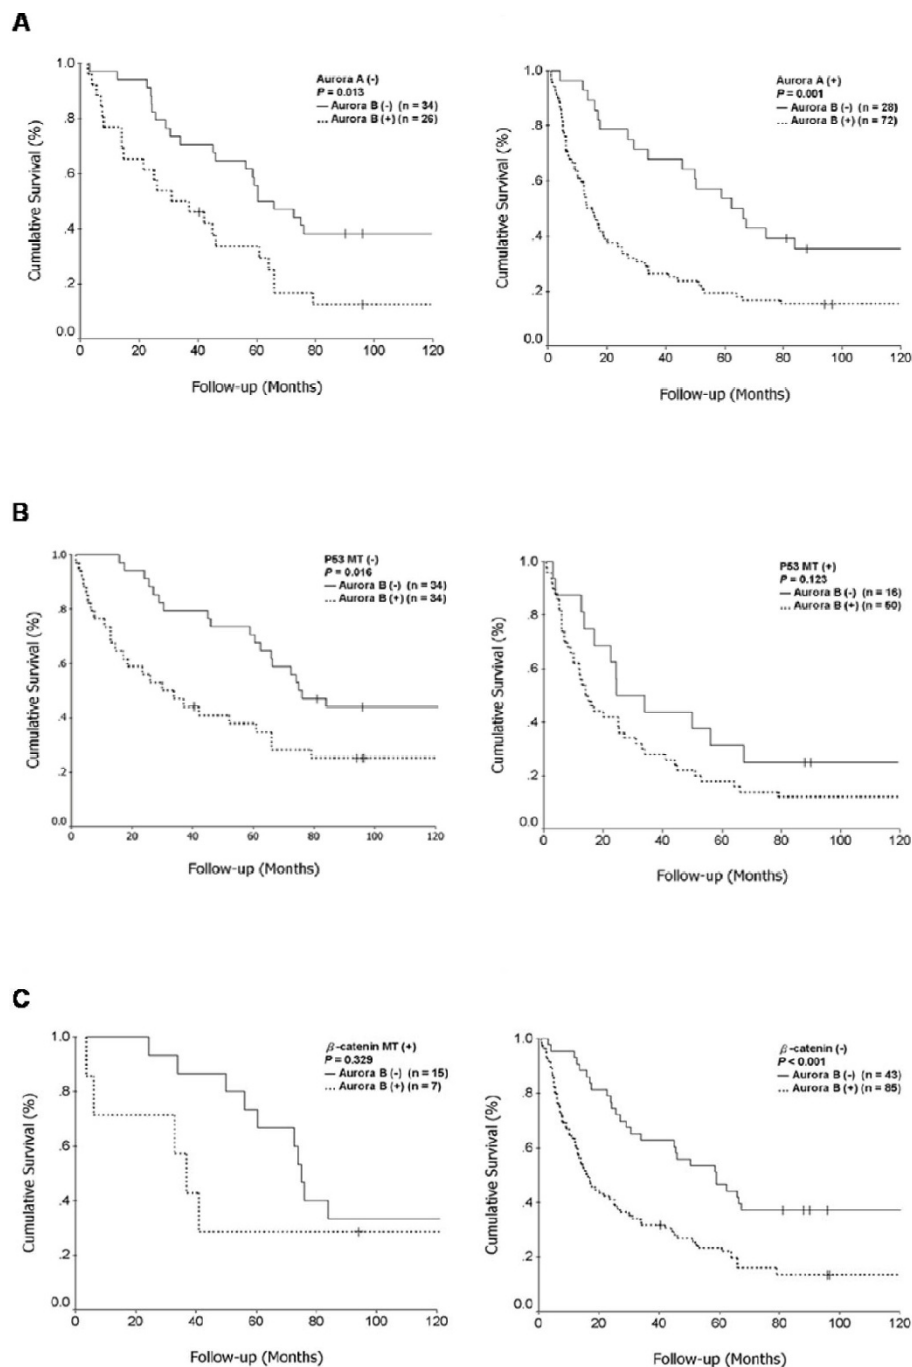 A
Cumulative Survival (%)
1.0
.8
.6
.4
.2
0.0
Aurora A (-)
P = 0.013
Aurora B (-) (n = 34)
Aurora B (+) (n = 26)
0 20 40 60 80 100 120
Follow-up (Months)
Cumulative Survival (%)
1.0
.8
.6
.4
.2
0.0
Aurora A (+)
P = 0.001
Aurora B (-) (n = 28)
Aurora B (+) (n = 72)
0 20 40 60 80 100 120
Follow-up (Months)
B
Cumulative Survival (%)
1.0
.8
.6
.4
.2
0.0
P53 MT (-)
P = 0.016
Aurora B (-) (n = 34)
Aurora B (+) (n = 34)
0 20 40 60 80 100 120
Follow-up (Months)
Cumulative Survival (%)
1.0
.8
.6
.4
.2
0.0
P53 MT (+)
P = 0.123
Aurora B (-) (n = 16)
Aurora B (+) (n = 50)
0 20 40 60 80 100 120
Follow-up (Months)
C
Cumulative Survival (%)
1.0
.8
.6
.4
.2
0.0
β-catenin MT (+)
P = 0.329
Aurora B (-) (n = 15)
Aurora B (+) (n = 7)
0 20 40 60 80 100 120
Follow-up (Months)
Cumulative Survival (%)
1.0
.8
.6
.4
.2
0.0
β-catenin (-)
P < 0.001
Aurora B (-) (n = 43)
Aurora B (+) (n = 85)
0 20 40 60 80 100 120
Follow-up (Months)